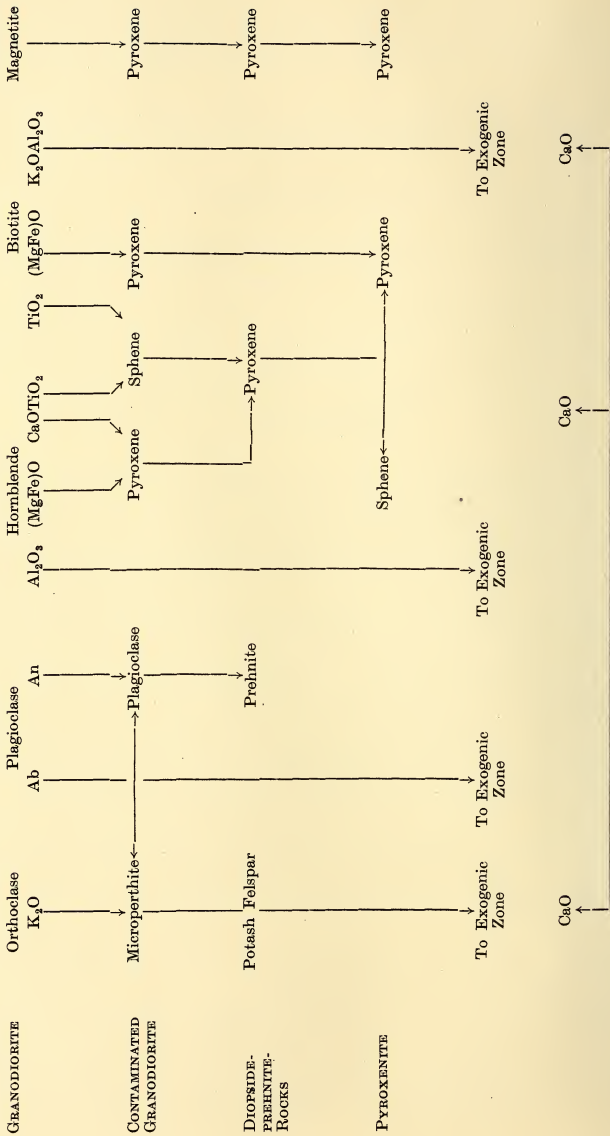 GRANODIORITE
Orthoclase Plagioclase Hornblende Biotite Magnetite
K₂O Ab An Al₂O₃ (MgFe)O CaOTiO₂ TiO₂ (MgFe)O K₂OAl₂O₃
CONTAMINATED
GRANODIORITE
Microperthite Plagioclase Pyroxene Sphene Pyroxene Pyroxene
DIOPSIDE-
PREHNITE-
ROCKS
Potash Felspar Prehnite Pyroxene Pyroxene
PYROXENITE
Sphene Pyroxene Pyroxene
To Exogenic To Exogenic To Exogenic To Exogenic
Zone Zone Zone Zone
CaO CaO CaO